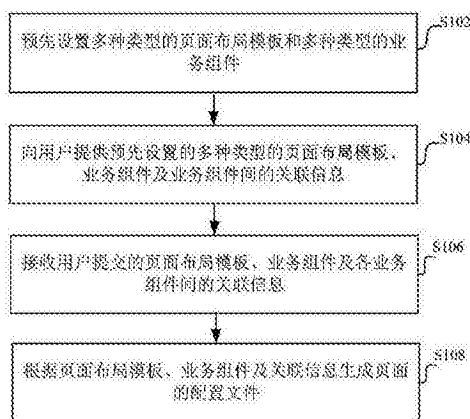 S102
预先设置多种类型的页面布局模板和多种类型的业
务组件
S104
向用户提供预先设置的多种类型的页面布局模板、
业务组件及业务组件间的关联信息
S106
接收用户提交的页面布局模板、业务组件及各业务
组件间的关联信息
S108
根据页面布局模板、业务组件及关联信息生成页面
的配置文件